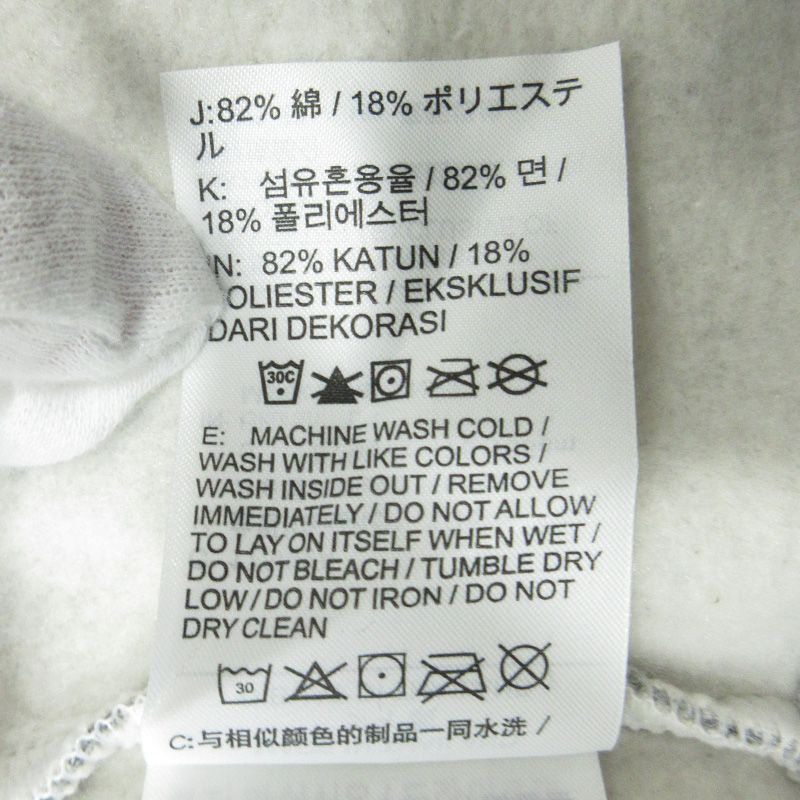 J:82% 綿 / 18% ポリエステ
ル
K: 섬유혼용율 / 82% 면 /
18% 폴리에스터
N: 82% KATUN / 18%
OLIESTER / EKSKLUSIF
DARI DEKORASI
30C
E: MACHINE WASH COLD /
WASH WITH LIKE COLORS /
WASH INSIDE OUT / REMOVE
IMMEDIATELY / DO NOT ALLOW
TO LAY ON ITSELF WHEN WET /
DO NOT BLEACH / TUMBLE DRY
LOW / DO NOT IRON / DO NOT
DRY CLEAN
30
C: 与相似颜色的制品一同水洗 /